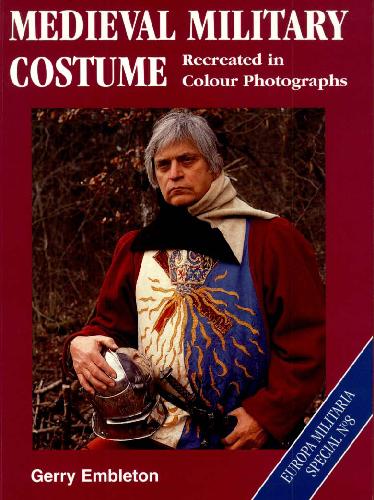 MEDIEVAL MILITARY
COSTUME
Recreated in
Colour Photographs
EUROPA MILITARIA
SPECIAL Nº8
Gerry Embleton